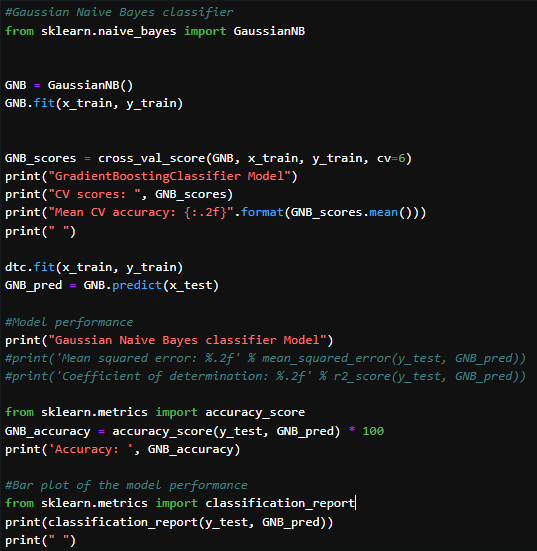 #Gaussian Naive Bayes classifier
from sklearn.naive_bayes import GaussianNB
GNB = GaussianNB()
GNB.fit(x_train, y_train)
GNB_scores = cross_val_score(GNB, x_train, y_train, cv=6)
print("GradientBoostingClassifier Model")
print("CV scores: ", GNB_scores)
print("Mean CV accuracy: {:.2f}".format(GNB_scores.mean()))
print(" ")
dtc.fit(x_train, y_train)
GNB_pred = GNB.predict(x_test)
#Model performance
print("Gaussian Naive Bayes classifier Model")
#print('Mean squared error: %.2f' % mean_squared_error(y_test, GNB_pred))
#print('Coefficient of determination: %.2f' % r2_score(y_test, GNB_pred))
from sklearn.metrics import accuracy_score
GNB_accuracy = accuracy_score(y_test, GNB_pred) * 100
print('Accuracy: ', GNB_accuracy)
#Bar plot of the model performance
from sklearn.metrics import classification_report
print(classification_report(y_test, GNB_pred))
print(" ")